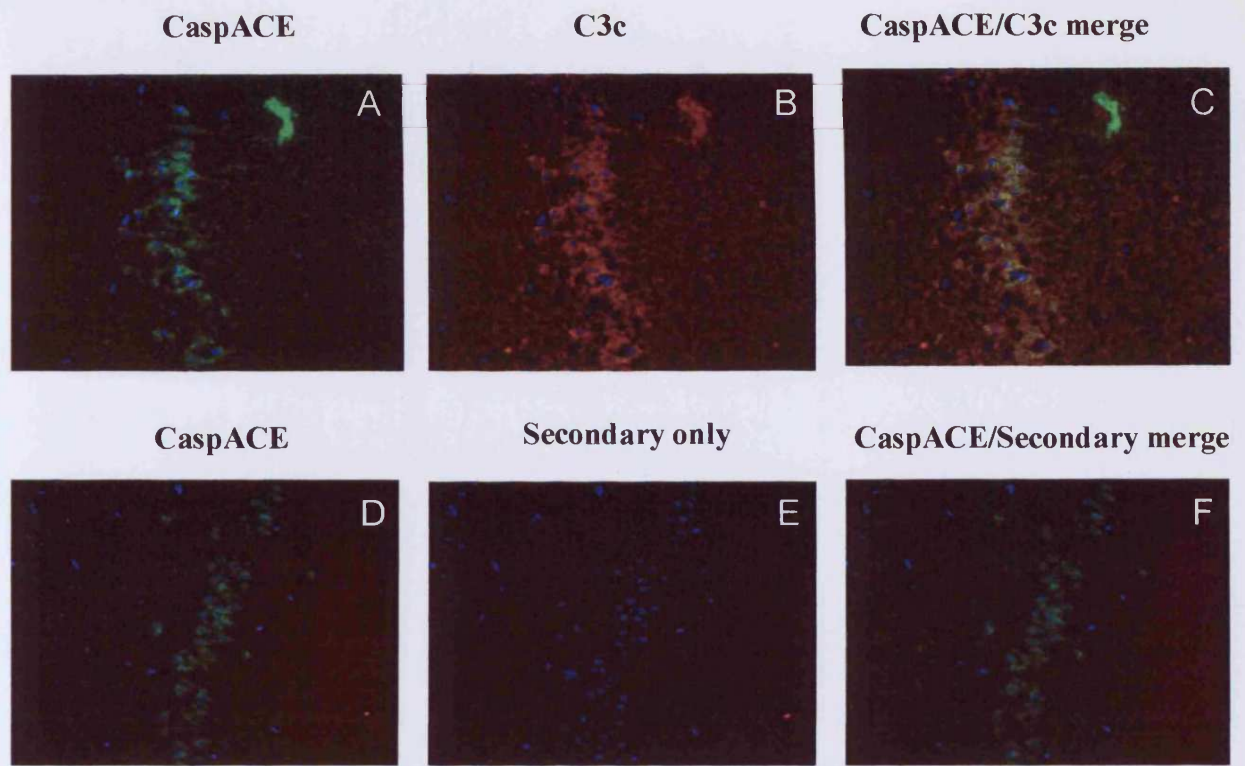 CaspACE
C3c
CaspACE/C3c merge
A
B
C
CaspACE
Secondary only
CaspACE/Secondary merge
D
E
F